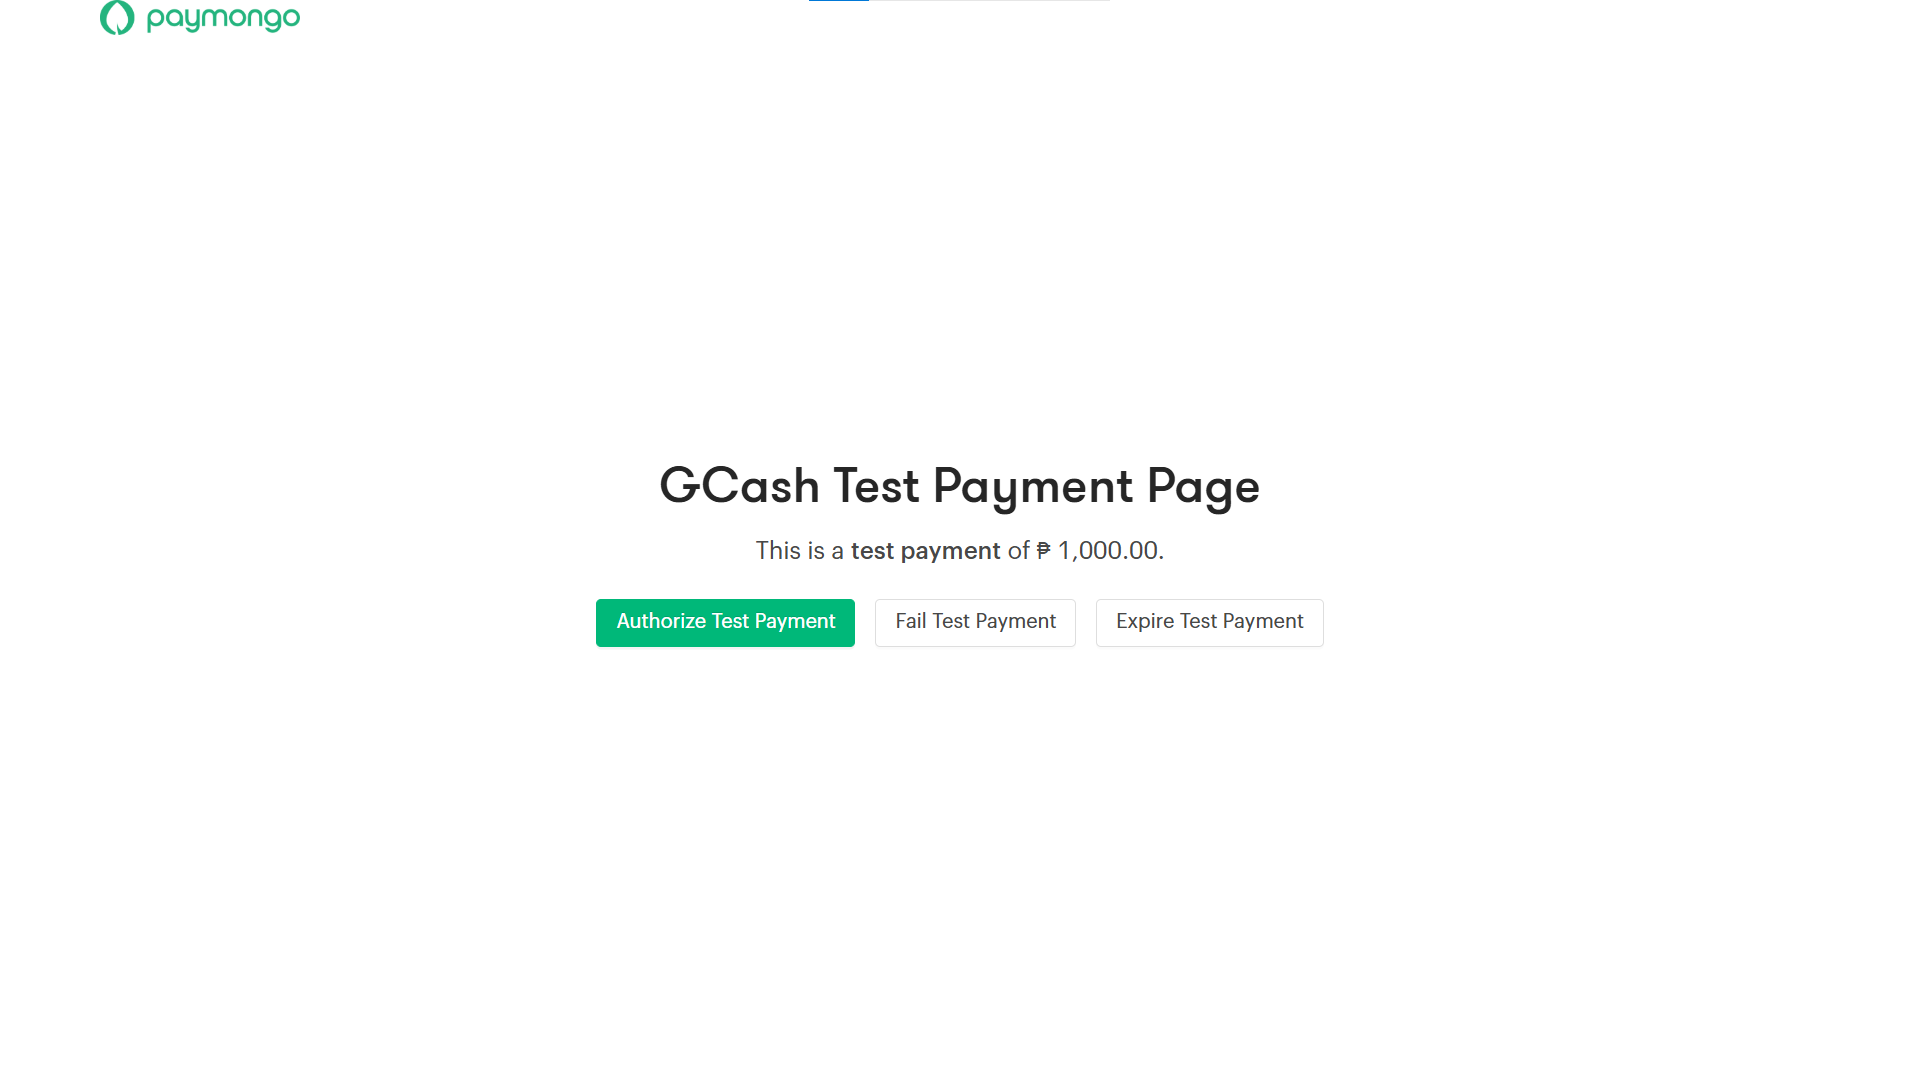 paymongo
GCash Test Payment Page
This is a test payment of ₱ 1,000.00.
Authorize Test Payment
Fail Test Payment
Expire Test Payment